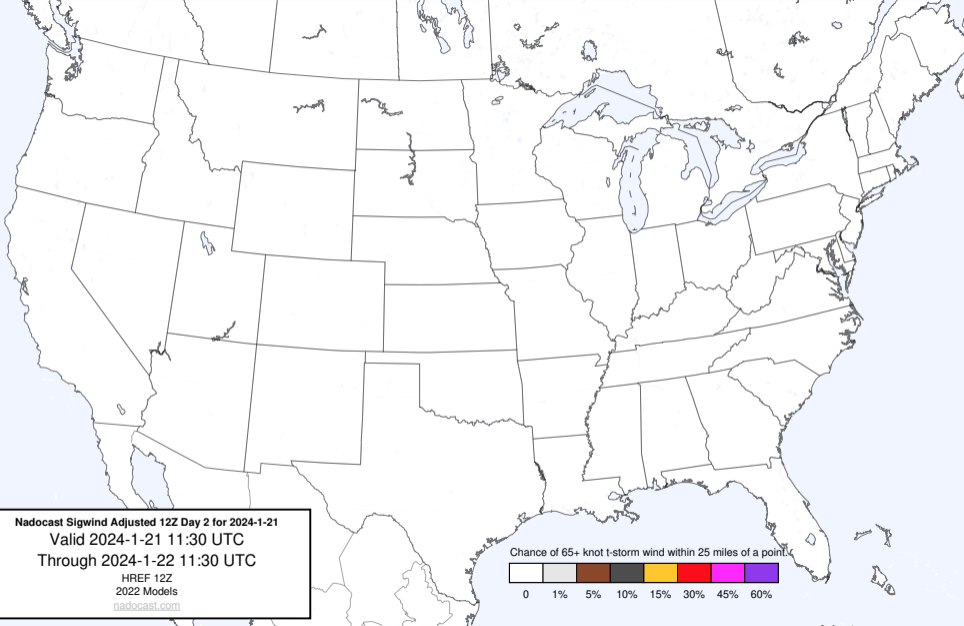 Nadocast Sigwind Adjusted 12Z Day 2 for 2024-1-21
Valid 2024-1-21 11:30 UTC
Through 2024-1-22 11:30 UTC
HREF 12Z
2022 Models
nadocast.com
Chance of 65+ knot t-storm wind within 25 miles of a point.
0 1% 5% 10% 15% 30% 45% 60%